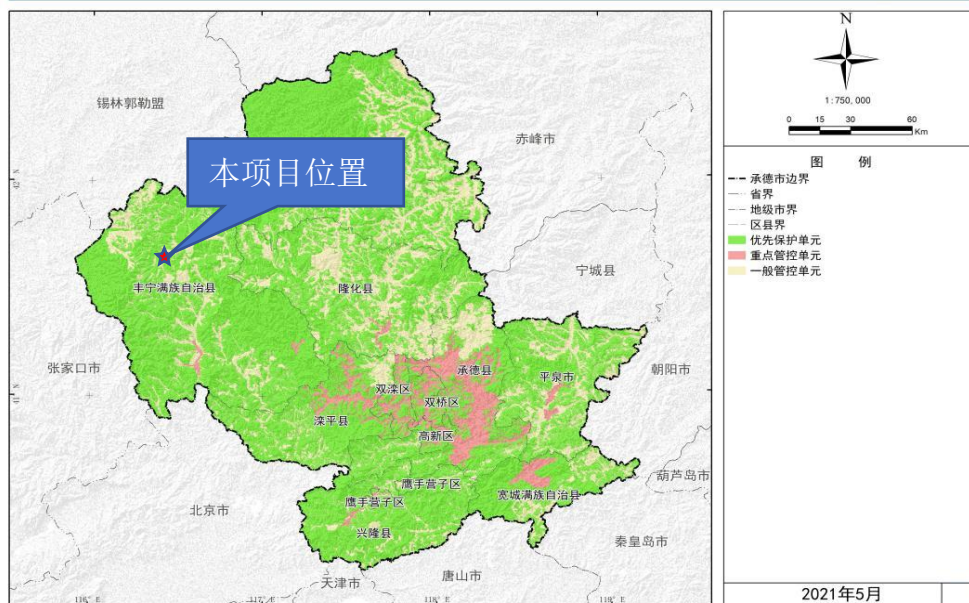 锡林郭勒盟
赤峰市
本项目位置
宁城县
丰宁满族自治县
隆化县
张家口市
承德县
平泉市
朝阳市
双滦区
双桥区
滦平县
高新区
葫芦岛市
鹰手营子区
宽城满族自治县
鹰手营子区
北京市
兴隆县
秦皇岛市
唐山市
天津市
42° N
41° N
116° E
117° E
118° E
N
1:750,000
0 15 30 60
Km
图 例
承德市边界
省界
地级市界
区县界
优先保护单元
重点管控单元
一般管控单元
2021年5月